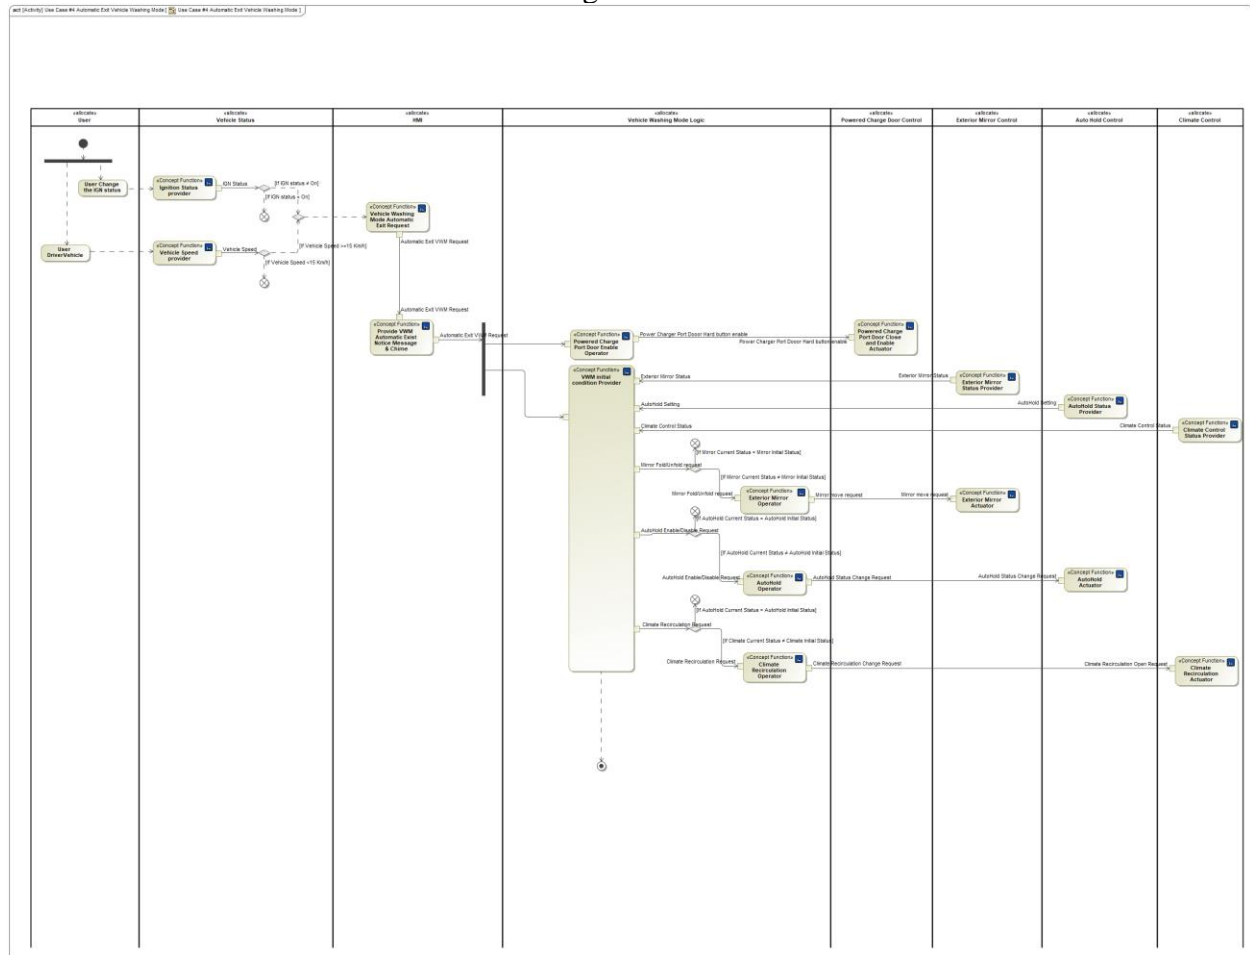 act [Activity] Use Case #4 Automatic Exit Vehicle Washing Mode [ Use Case #4 Automatic Exit Vehicle Washing Mode ]
«allocate»
User
«allocate»
Vehicle Status
«allocate»
HMI
«allocate»
Vehicle Washing Mode Logic
«allocate»
Powered Charge Door Control
«allocate»
Exterior Mirror Control
«allocate»
Auto Hold Control
«allocate»
Climate Control
User Change
the IGN status
«Concept Function»
Ignition Status
provider
IGN Status
[If IGN status ≠ On]
[If IGN status = On]
«Concept Function»
Vehicle Washing
Mode Automatic
Exit Request
User
DriverVehicle
«Concept Function»
Vehicle Speed
provider
Vehicle Speed
[If Vehicle Speed >=15 Km/h]
[If Vehicle Speed <15 Km/h]
Automatic Exit VWM Request
Automatic Exit VWM Request
«Concept Function»
Provide VWM
Automatic Exist
Notice Message
& Chime
Automatic Exit VWM Request
«Concept Function»
Powered Charge
Port Door Enable
Operator
Power Charger Port Dooor Hard button enable
Power Charger Port Dooor Hard button enable
«Concept Function»
Powered Charge
Port Door Close
and Enable
Actuator
«Concept Function»
VWM initial
condition Provider
Exterior Mirror Status
Exterior Mirror Status
«Concept Function»
Exterior Mirror
Status Provider
AutoHold Setting
AutoHold Setting
«Concept Function»
AutoHold Status
Provider
Climate Control Status
Climate Control Status
«Concept Function»
Climate Control
Status Provider
[If Mirror Current Status = Mirror Initial Status]
Mirror Fold/Unfold request
[If Mirror Current Status ≠ Mirror Initial Status]
Mirror Fold/Unfold request
«Concept Function»
Exterior Mirror
Operator
Mirror move request
Mirror move request
«Concept Function»
Exterior Mirror
Actuator
[If AutoHold Current Status = AutoHold Initial Status]
AutoHold Enable/Disable Request
[If AutoHold Current Status ≠ AutoHold Initial Status]
AutoHold Enable/Disable Request
«Concept Function»
AutoHold
Operator
AutoHold Status Change Request
AutoHold Status Change Request
«Concept Function»
AutoHold
Actuator
[If AutoHold Current Status = AutoHold Initial Status]
Climate Recirculation Request
[If Climate Current Status ≠ Climate Initial Status]
Climate Recirculation Request
«Concept Function»
Climate
Recirculation
Operator
Climate Recirculation Change Request
Climate Recirculation Open Request
«Concept Function»
Climate
Recirculation
Actuator